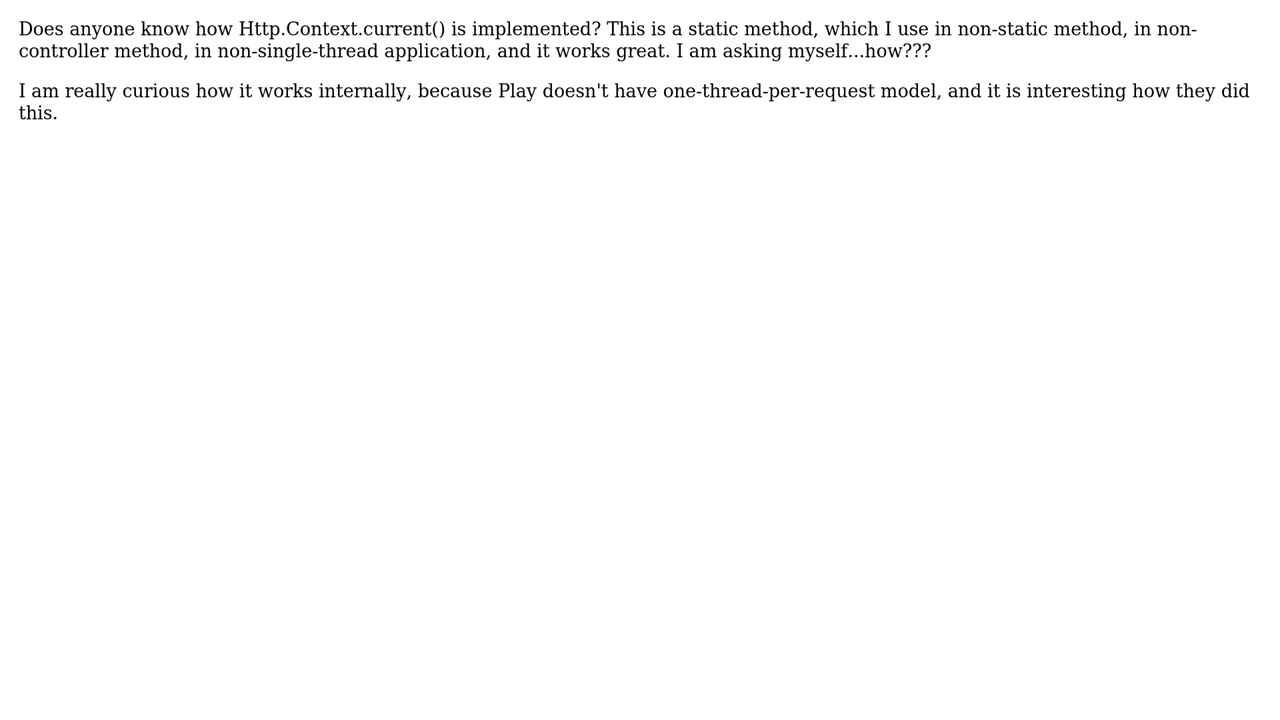 Does anyone know how Http.Context.current() is implemented? This is a static method, which I use in non-static method, in non-
controller method, in non-single-thread application, and it works great. I am asking myself...how???
I am really curious how it works internally, because Play doesn't have one-thread-per-request model, and it is interesting how they did
this.